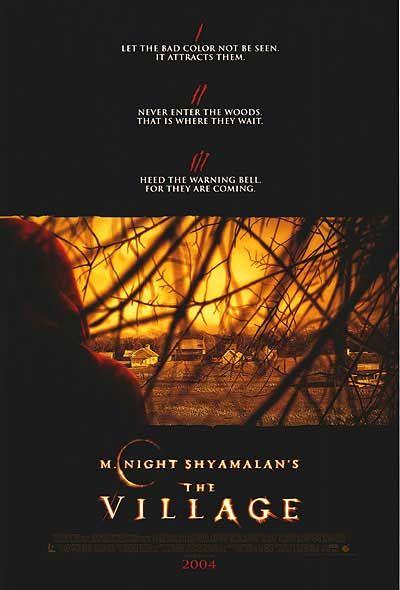 I
LET THE BAD COLOR NOT BE SEEN.
IT ATTRACTS THEM.
II
NEVER ENTER THE WOODS.
THAT IS WHERE THEY WAIT.
III
HEED THE WARNING BELL.
FOR THEY ARE COMING.
M. NIGHT SHYAMALAN'S
THE
VILLAGE
2004